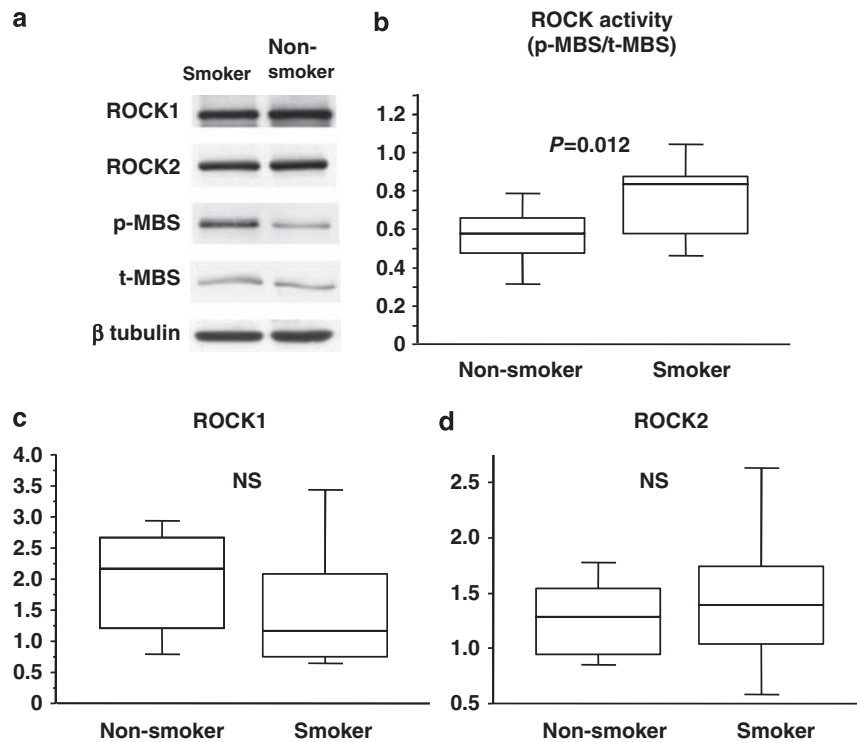 a
Smoker
Non-
smoker
ROCK1
ROCK2
p-MBS
t-MBS
β tubulin
b
ROCK activity
(p-MBS/t-MBS)
1.2
1.0
0.8
0.6
0.4
0.2
0
P=0.012
Non-smoker Smoker
c
ROCK1
4.0
3.5
3.0
2.5
2.0
1.5
1.0
0.5
0
NS
Non-smoker Smoker
d
ROCK2
2.5
2.0
1.5
1.0
0.5
NS
Non-smoker Smoker